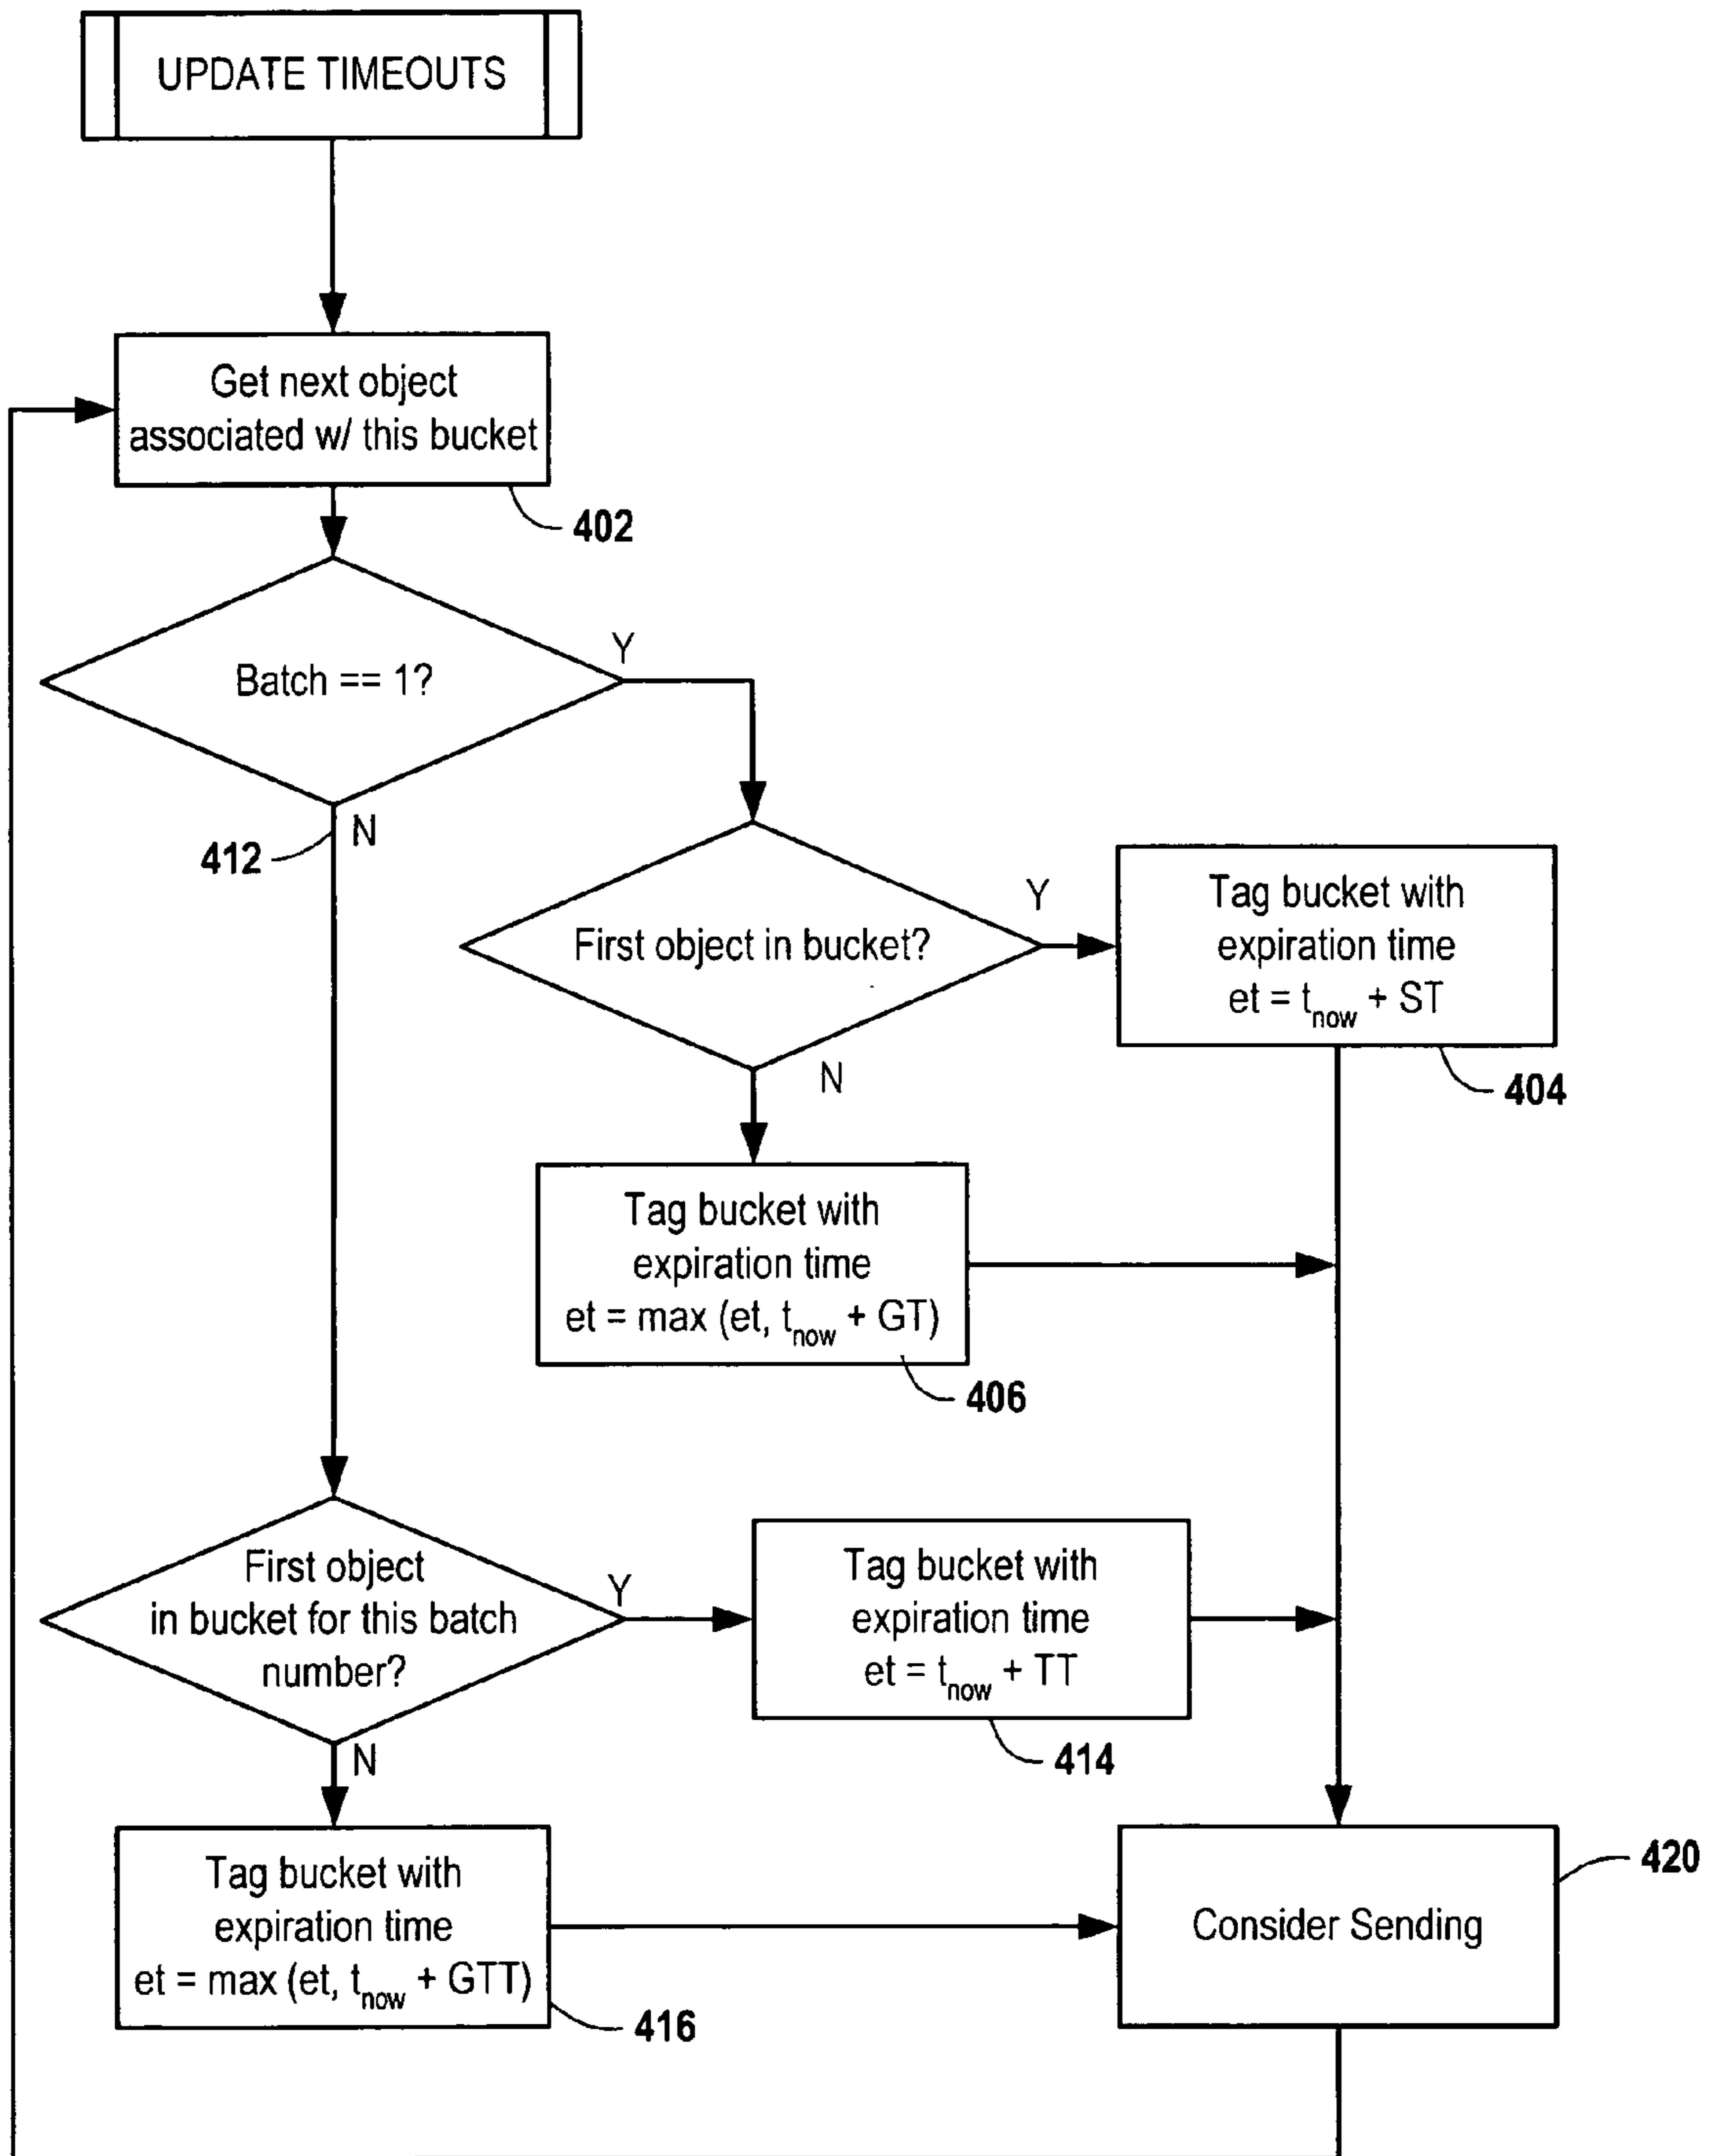 UPDATE TIMEOUTS
Get next object
associated w/ this bucket
402
Batch == 1?
Y
N
412
First object in bucket?
Y
Tag bucket with
expiration time
et = tnow + ST
404
N
Tag bucket with
expiration time
et = max (et, tnow + GT)
406
First object
in bucket for this batch
number?
Y
Tag bucket with
expiration time
et = tnow + TT
414
N
Tag bucket with
expiration time
et = max (et, tnow + GTT)
416
Consider Sending
420